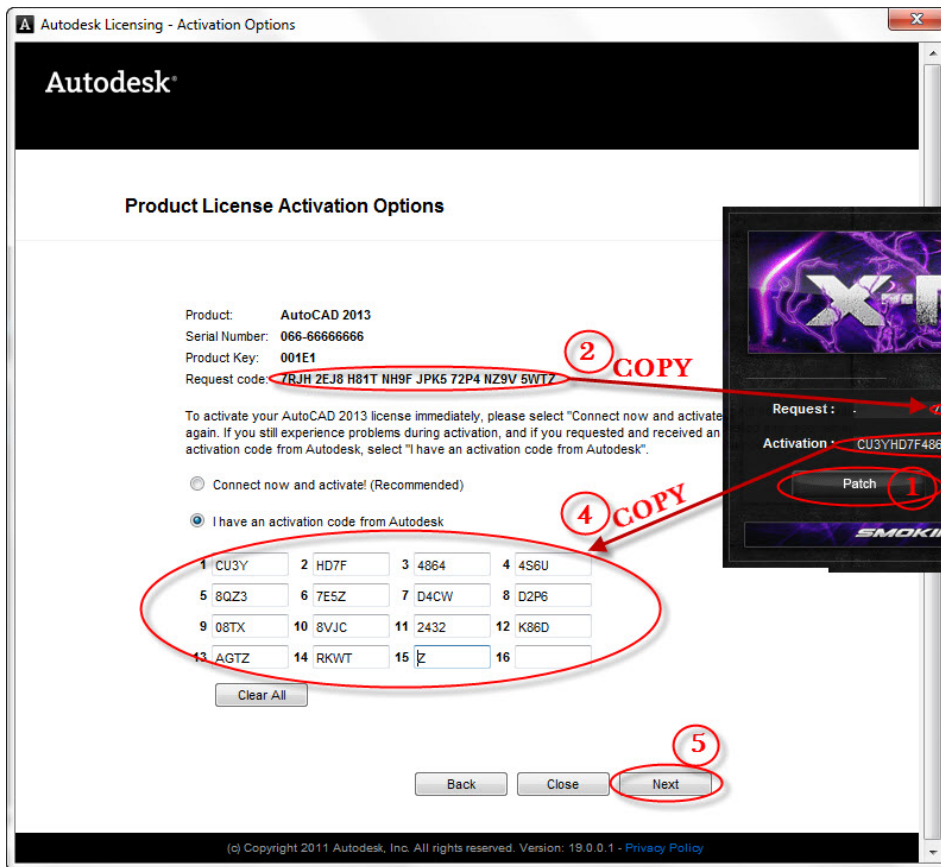 Autodesk Licensing - Activation Options
Autodesk
Product License Activation Options
Product: AutoCAD 2013
Serial Number: 066-66666666
Product Key: 001E1
Request code: 7RJH 2EJ8 H81T NH9F JPK5 72P4 NZ9V 5WTZ
2 COPY
To activate your AutoCAD 2013 license immediately, please select "Connect now and activate
again. If you still experience problems during activation, and if you requested and received an
activation code from Autodesk, select "I have an activation code from Autodesk".
Connect now and activate! (Recommended)
I have an activation code from Autodesk
Request :
Activation : CU3YHD7F486
Patch 1
4 COPY
1 CU3Y 2 HD7F 3 4864 4 4S6U
5 8QZ3 6 7E5Z 7 D4CW 8 D2P6
9 08TX 10 8VJC 11 2432 12 K86D
13 AGTZ 14 RKWT 15 Z 16
Clear All
5
Back Close Next
(c) Copyright 2011 Autodesk, Inc. All rights reserved. Version: 19.0.0.1 - Privacy Policy